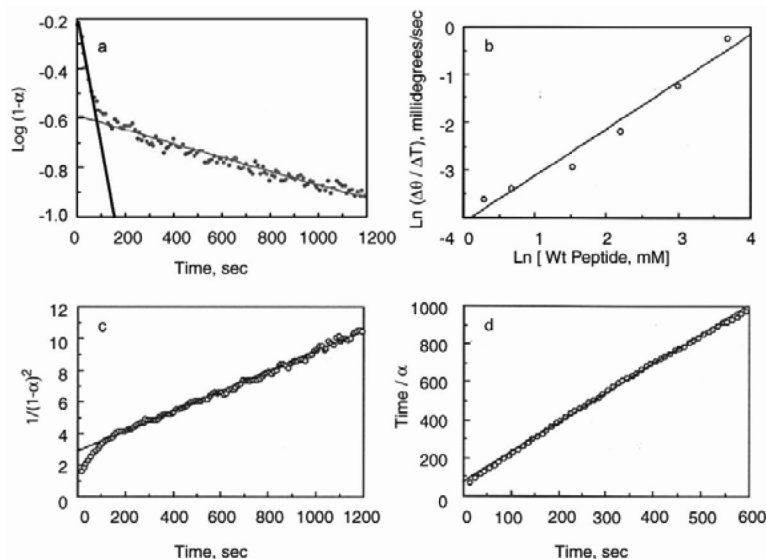 a
-0.2
-0.4
-0.6
-0.8
-1.0
Log (1-α)
0 200 400 600 800 1000 1200
Time, sec
b
-0
-1
-2
-3
-4
Ln (Δθ / ΔT), millidegrees/sec
0 1 2 3 4
Ln [ Wt Peptide, mM]
c
12
10
8
6
4
2
0
1/(1-α)²
0 200 400 600 800 1000 1200
Time, sec
d
1000
800
600
400
200
0
Time / α
0 100 200 300 400 500 600
Time, sec